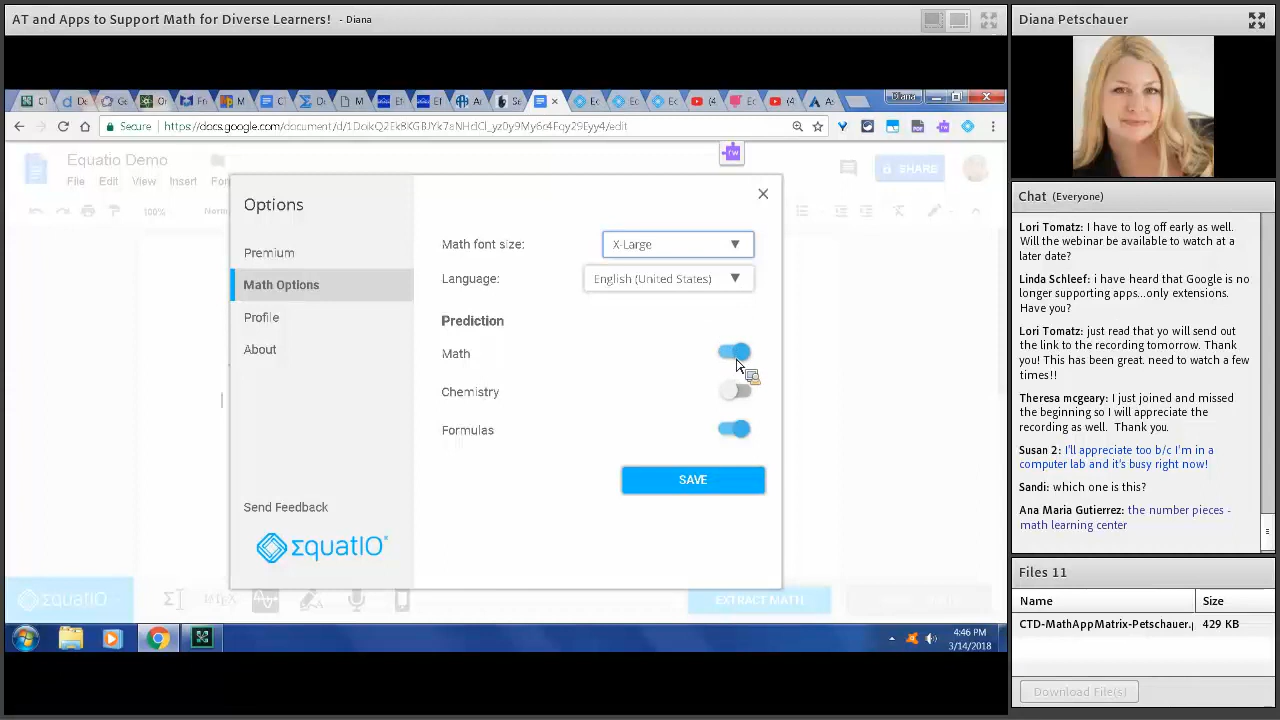 AT and Apps to Support Math for Diverse Learners! - Diana
Diana
Secure
https://docs.google.com/document/d/1DoikQ2Ek8KGBJYk7sNHdCl_yzDy9My6c4Fqy29Eyy4/edit
Equatio Demo
rw
SHARE
File Edit View Insert
100%
Options
Premium
Math Options
Profile
About
Send Feedback
EquatIO
Math font size:
X-Large
Language:
English (United States)
Prediction
Math
Chemistry
Formulas
SAVE
EquatIO
EXTRACT MATH
4:46 PM
3/14/2018
Diana Petschauer
Chat (Everyone)
Lori Tomatz: I have to log off early as well.
Will the webinar be available to watch at a
later date?
Linda Schleef: i have heard that Google is no
longer supporting apps...only extensions.
Have you?
Lori Tomatz: just read that yo will send out
the link to the recording tomorrow. Thank
you! This has been great. need to watch a few
times!!
Theresa mcgeary: I just joined and missed
the beginning so I will appreciate the
recording as well. Thank you.
Susan 2: I'll appreciate too b/c I'm in a
computer lab and it's busy right now!
Sandi: which one is this?
Ana Maria Gutierrez: the number pieces -
math learning center
Files 11
Name Size
CTD-MathAppMatrix-Petschauer. 429 KB
Download File(s)